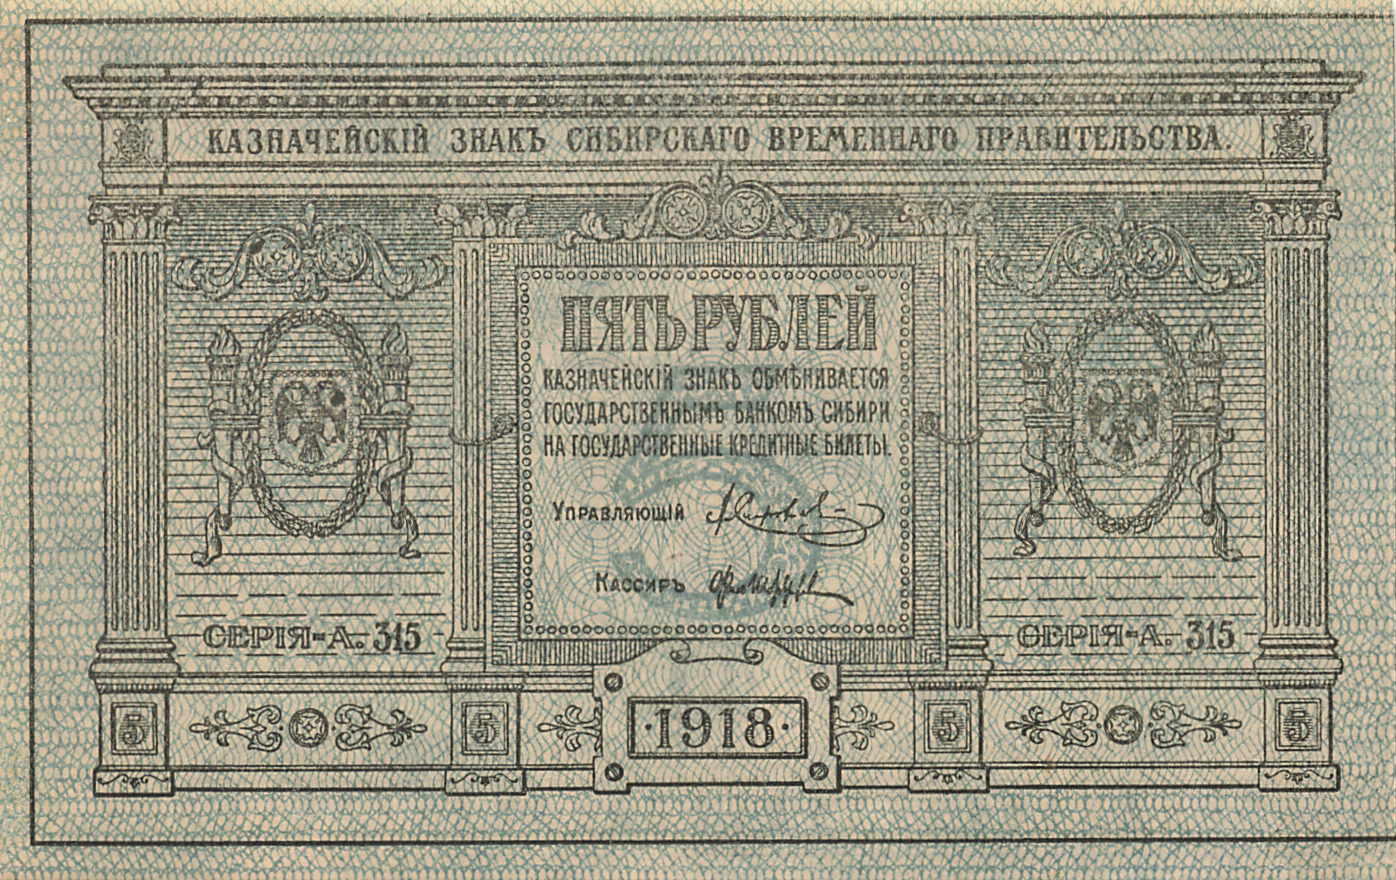 КАЗНАЧЕЙСКІЙ ЗНАКЪ СИБИРСКАГО ВРЕМЕННАГО ПРАВИТЕЛЬСТВА.
ПЯТЬ РУБЛЕЙ
КАЗНАЧЕЙСКІЙ ЗНАКЪ ОБМѢНИВАЕТСЯ
ГОСУДАРСТВЕННЫМЪ БАНКОМЪ СИБИРИ
НА ГОСУДАРСТВЕННЫЕ КРЕДИТНЫЕ БИЛЕТЫ.
УПРАВЛЯЮЩІЙ
КАССИРЪ
СЕРІЯ-А. 315
СЕРІЯ-А. 315
5
5
·1918·
5
5
5